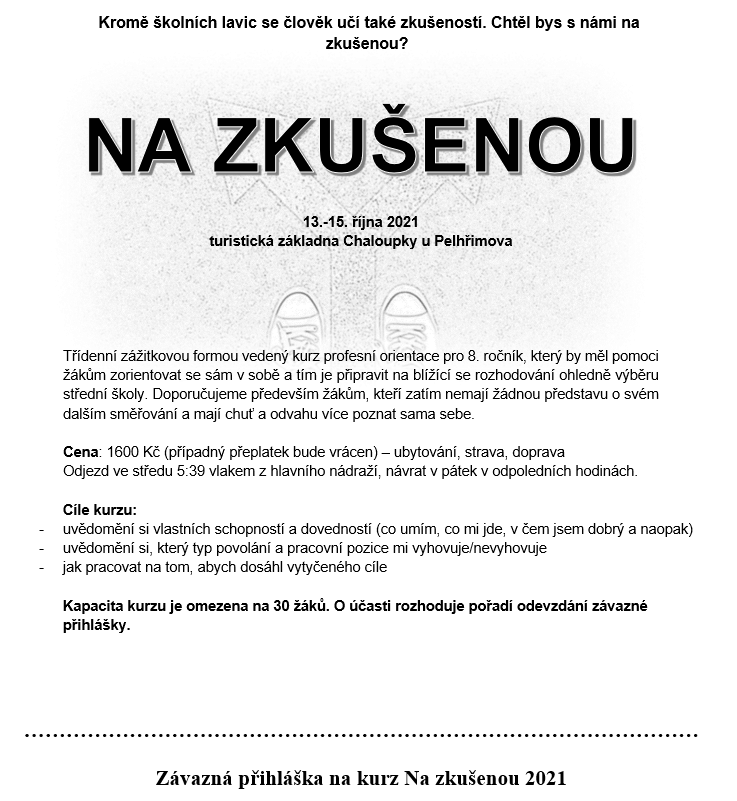 Kromě školních lavic se člověk učí také zkušeností. Chtěl bys s námi na
zkušenou?
NA ZKUŠENOU
13.-15. října 2021
turistická základna Chaloupky u Pelhřimova
Třídenní zážitkovou formou vedený kurz profesní orientace pro 8. ročník, který by měl pomoci
žákům zorientovat se sám v sobě a tím je připravit na blížící se rozhodování ohledně výběru
střední školy. Doporučujeme především žákům, kteří zatím nemají žádnou představu o svém
dalším směřování a mají chuť a odvahu více poznat sama sebe.
Cena: 1600 Kč (případný přeplatek bude vrácen) – ubytování, strava, doprava
Odjezd ve středu 5:39 vlakem z hlavního nádraží, návrat v pátek v odpoledních hodinách.
Cíle kurzu:
- uvědomění si vlastních schopností a dovedností (co umím, co mi jde, v čem jsem dobrý a naopak)
- uvědomění si, který typ povolání a pracovní pozice mi vyhovuje/nevyhovuje
- jak pracovat na tom, abych dosáhl vytyčeného cíle
Kapacita kurzu je omezena na 30 žáků. O účasti rozhoduje pořadí odevzdání závazné
přihlášky.
Závazná přihláška na kurz Na zkušenou 2021